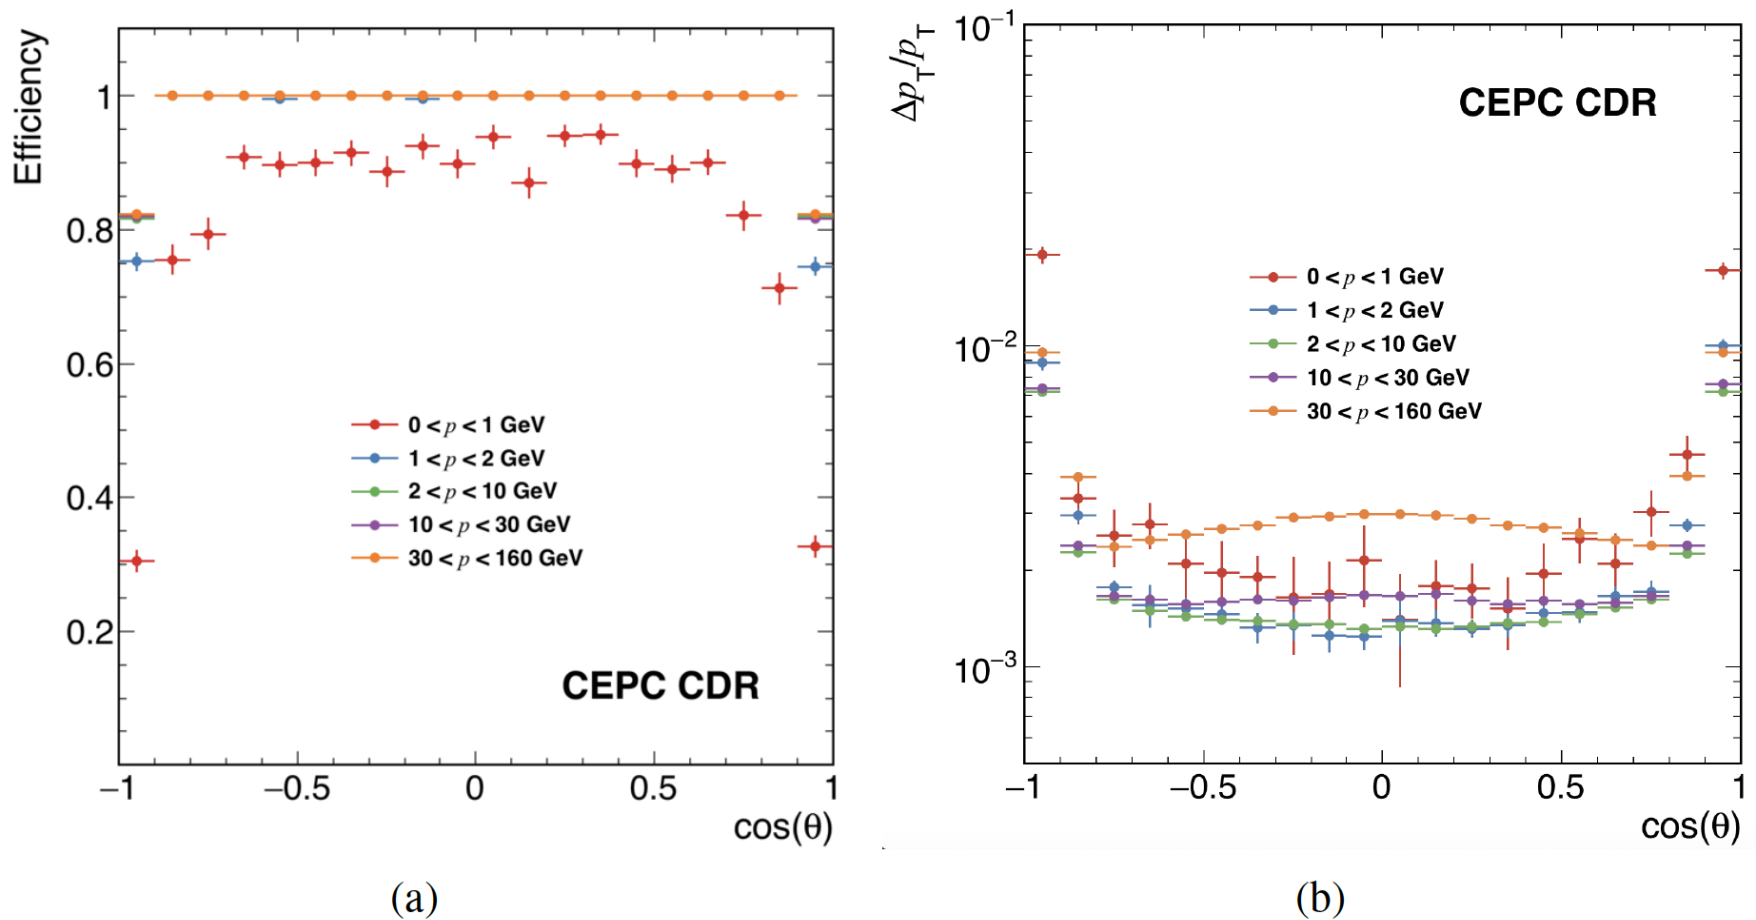 Efficiency
1
0.8
0.6
0.4
0.2
0 < p < 1 GeV
1 < p < 2 GeV
2 < p < 10 GeV
10 < p < 30 GeV
30 < p < 160 GeV
CEPC CDR
−1
−0.5
0
0.5
1
cos(θ)
(a)
Δp_T/p_T
10⁻¹
10⁻²
10⁻³
CEPC CDR
0 < p < 1 GeV
1 < p < 2 GeV
2 < p < 10 GeV
10 < p < 30 GeV
30 < p < 160 GeV
−1
−0.5
0
0.5
1
cos(θ)
(b)